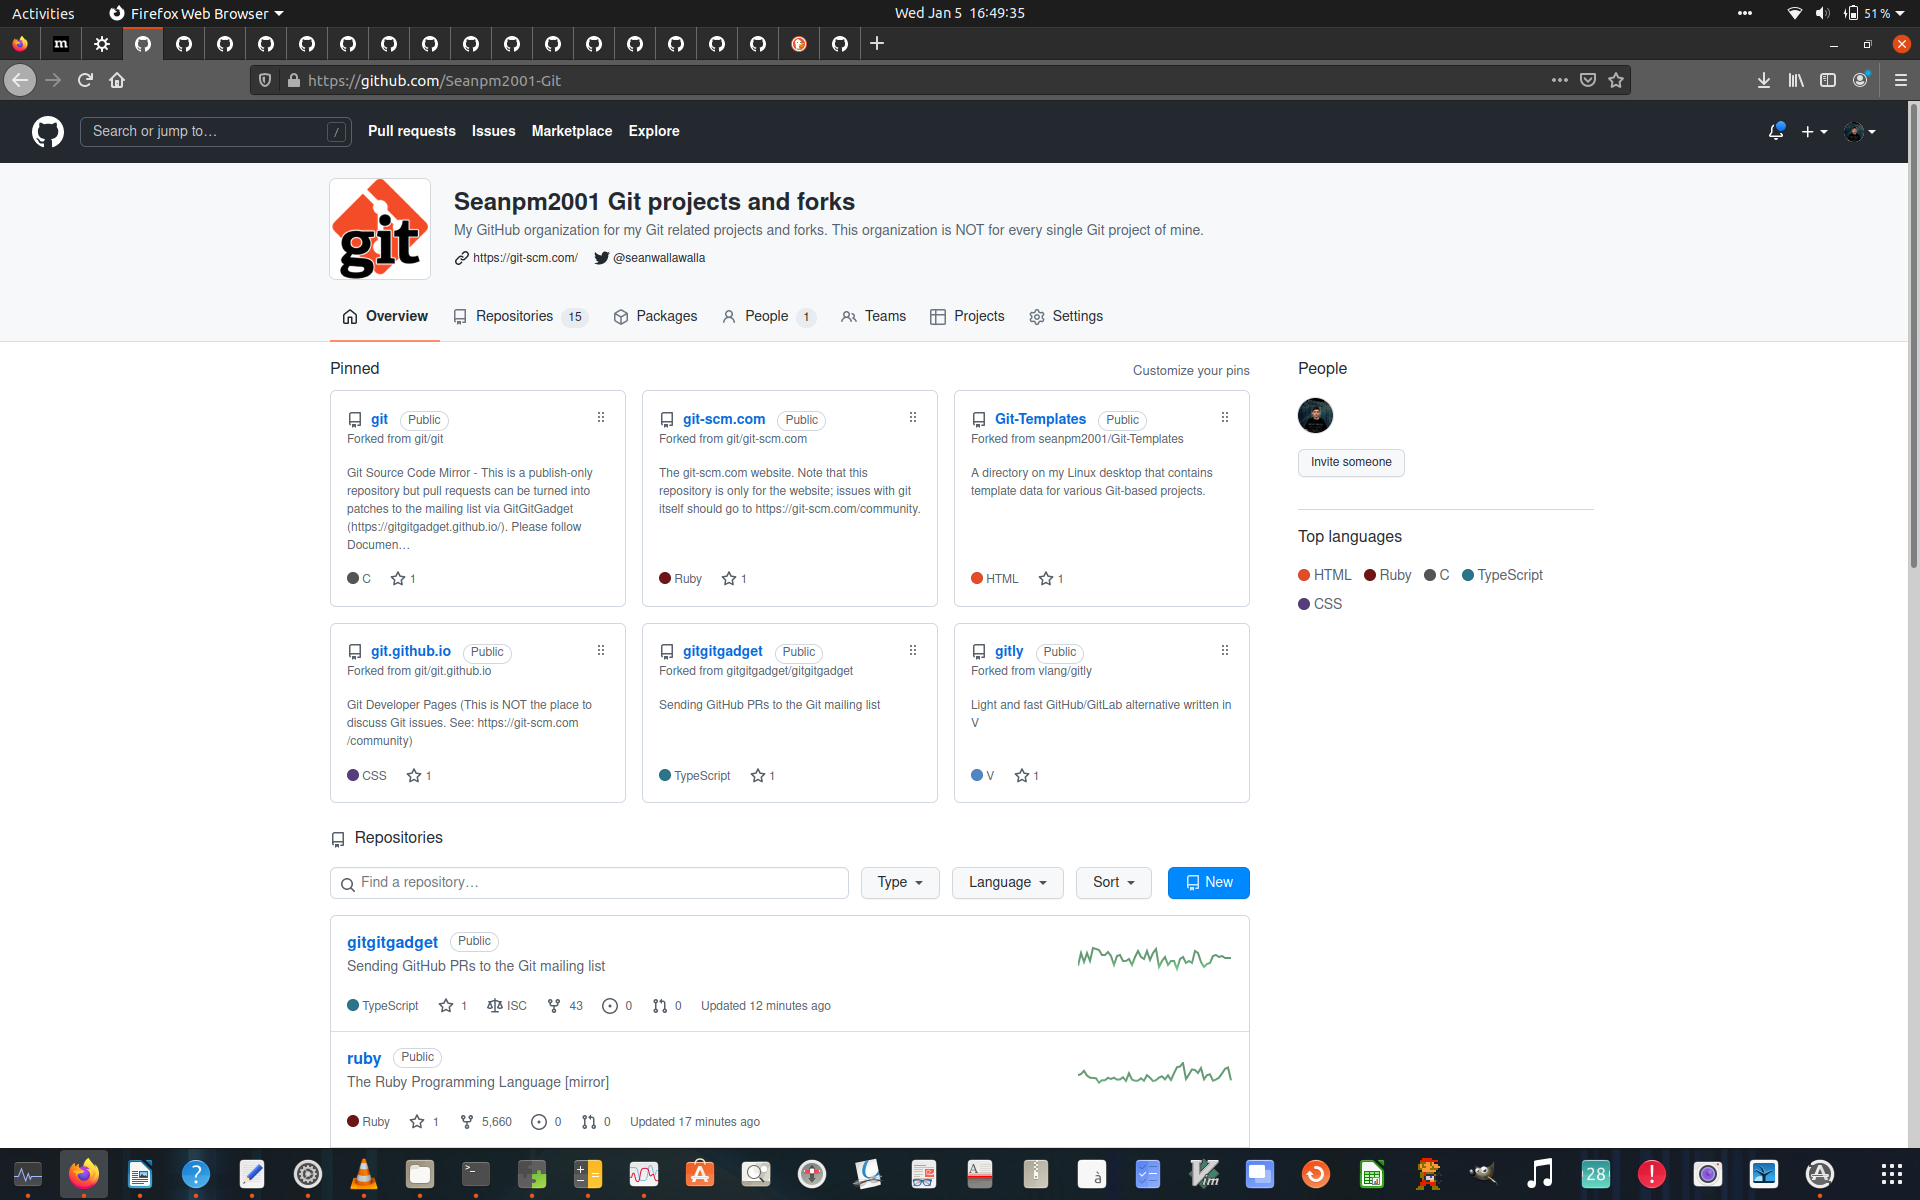 Activities
Firefox Web Browser
Wed Jan 5 16:49:35
51 %
m
https://github.com/Seanpm2001-Git
Search or jump to…
/
Pull requests
Issues
Marketplace
Explore
git
Seanpm2001 Git projects and forks
My GitHub organization for my Git related projects and forks. This organization is NOT for every single Git project of mine.
https://git-scm.com/
@seanwallawalla
Overview
Repositories 15
Packages
People 1
Teams
Projects
Settings
Pinned
Customize your pins
git Public
Forked from git/git
Git Source Code Mirror - This is a publish-only
repository but pull requests can be turned into
patches to the mailing list via GitGitGadget
(https://gitgitgadget.github.io/). Please follow
Documen…
C 1
git-scm.com Public
Forked from git/git-scm.com
The git-scm.com website. Note that this
repository is only for the website; issues with git
itself should go to https://git-scm.com/community.
Ruby 1
Git-Templates Public
Forked from seanpm2001/Git-Templates
A directory on my Linux desktop that contains
template data for various Git-based projects.
HTML 1
git.github.io Public
Forked from git/git.github.io
Git Developer Pages (This is NOT the place to
discuss Git issues. See: https://git-scm.com
/community)
CSS 1
gitgitgadget Public
Forked from gitgitgadget/gitgitgadget
Sending GitHub PRs to the Git mailing list
TypeScript 1
gitly Public
Forked from vlang/gitly
Light and fast GitHub/GitLab alternative written in
V
V 1
People
Invite someone
Top languages
HTML Ruby C TypeScript
CSS
Repositories
Find a repository…
Type
Language
Sort
New
gitgitgadget Public
Sending GitHub PRs to the Git mailing list
TypeScript 1 ISC 43 0 0 Updated 12 minutes ago
ruby Public
The Ruby Programming Language [mirror]
Ruby 1 5,660 0 0 Updated 17 minutes ago
?
>_
A
à
Vim
28
!